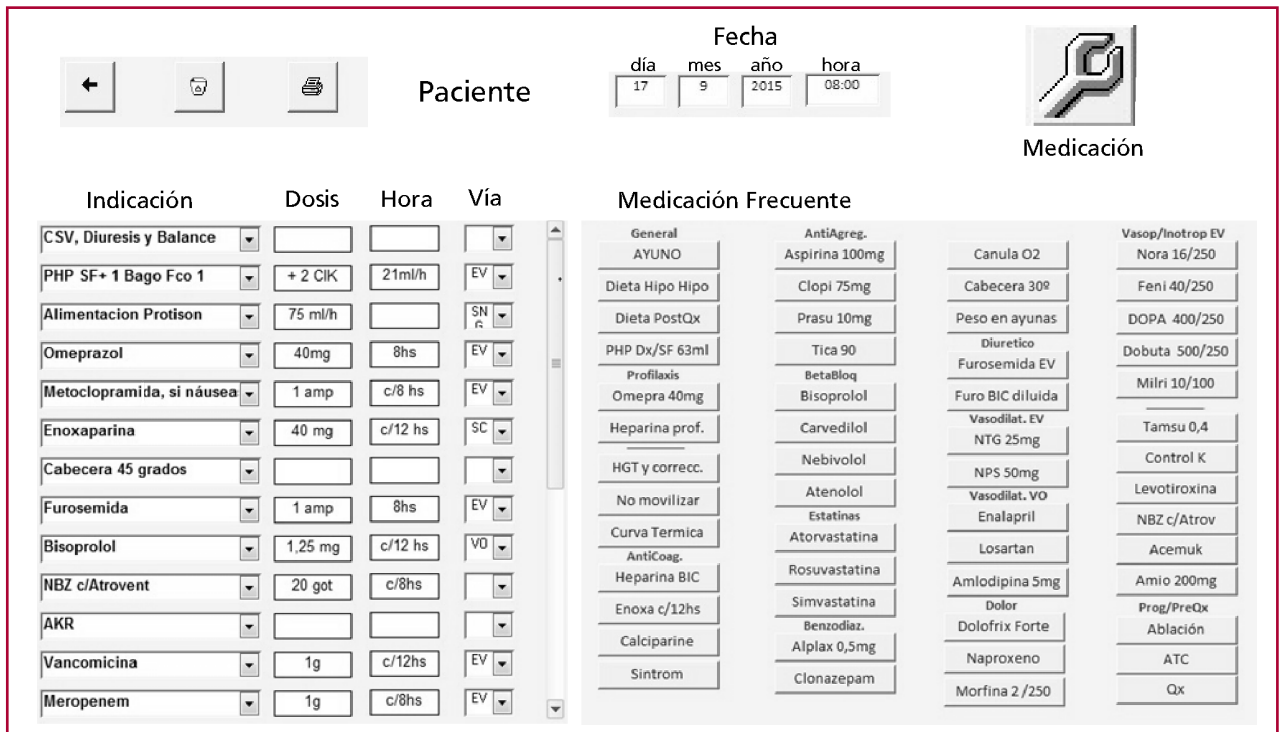 Fecha
día mes año hora
17 9 2015 08:00
Paciente
Medicación
Indicación Dosis Hora Vía
CSV, Diuresis y Balance
PHP SF+ 1 Bago Fco 1 + 2 ClK 21ml/h EV
Alimentacion Protison 75 ml/h SN
Omeprazol 40mg 8hs EV
Metoclopramida, si náusea 1 amp c/8 hs EV
Enoxaparina 40 mg c/12 hs SC
Cabecera 45 grados
Furosemida 1 amp 8hs EV
Bisoprolol 1,25 mg c/12 hs VO
NBZ c/Atrovent 20 got c/8hs
AKR
Vancomicina 1g c/12hs EV
Meropenem 1g c/8hs EV
Medicación Frecuente
General
AYUNO
Dieta Hipo Hipo
Dieta PostQx
PHP Dx/SF 63ml
Profilaxis
Omepra 40mg
Heparina prof.
HGT y correcc.
No movilizar
Curva Termica
AntiCoag.
Heparina BIC
Enoxa c/12hs
Calciparine
Sintrom
AntiAgreg.
Aspirina 100mg
Clopi 75mg
Prasu 10mg
Tica 90
BetaBloq
Bisoprolol
Carvedilol
Nebivolol
Atenolol
Estatinas
Atorvastatina
Rosuvastatina
Simvastatina
Benzodiaz.
Alplax 0,5mg
Clonazepam
Canula O2
Cabecera 30º
Peso en ayunas
Diuretico
Furosemida EV
Furo BIC diluida
Vasodilat. EV
NTG 25mg
NPS 50mg
Vasodilat. VO
Enalapril
Losartan
Amlodipina 5mg
Dolor
Dolofrix Forte
Naproxeno
Morfina 2 /250
Vasop/Inotrop EV
Nora 16/250
Feni 40/250
DOPA 400/250
Dobuta 500/250
Milri 10/100
Tamsu 0,4
Control K
Levotiroxina
NBZ c/Atrov
Acemuk
Amio 200mg
Prog/PreQx
Ablación
ATC
Qx